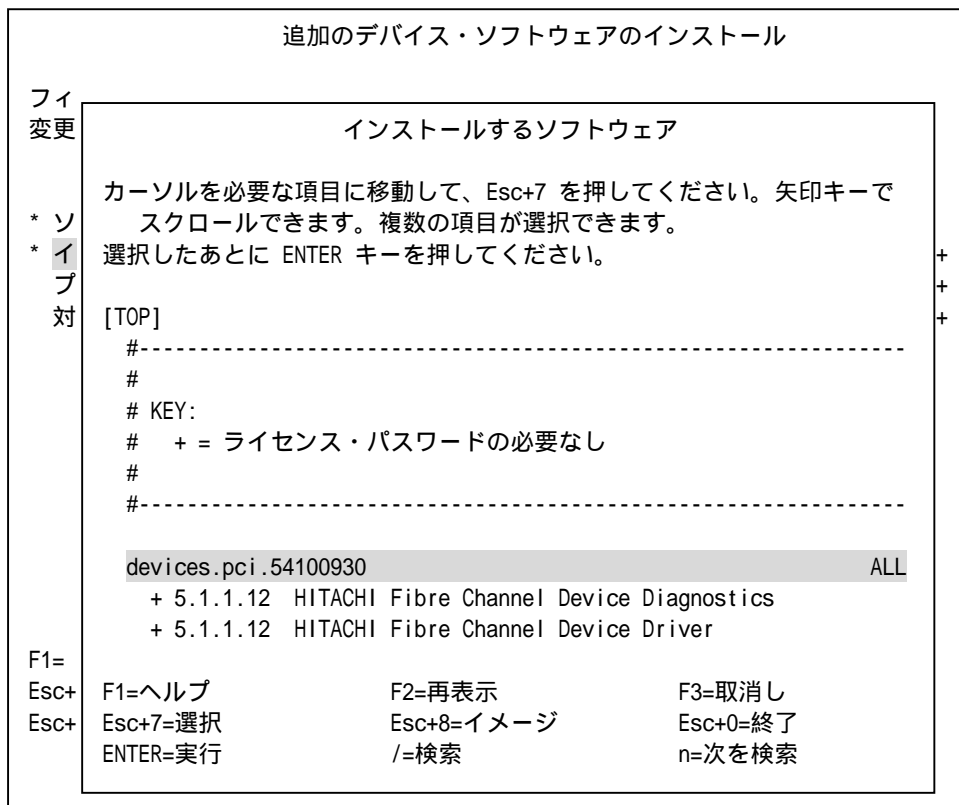 追加のデバイス・ソフトウェアのインストール
フィ
変更
インストールするソフトウェア
カーソルを必要な項目に移動して、Esc+7 を押してください。矢印キーで
スクロールできます。複数の項目が選択できます。
* ソ
* イ
選択したあとに ENTER キーを押してください。
+
プ
+
対
[TOP]
+
#----------------------------------------------------------------
#
# KEY:
#   + = ライセンス・パスワードの必要なし
#
#----------------------------------------------------------------
devices.pci.54100930 ALL
+ 5.1.1.12 HITACHI Fibre Channel Device Diagnostics
+ 5.1.1.12 HITACHI Fibre Channel Device Driver
F1=
Esc+
Esc+
F1=ヘルプ F2=再表示 F3=取消し
Esc+7=選択 Esc+8=イメージ Esc+0=終了
ENTER=実行 /=検索 n=次を検索